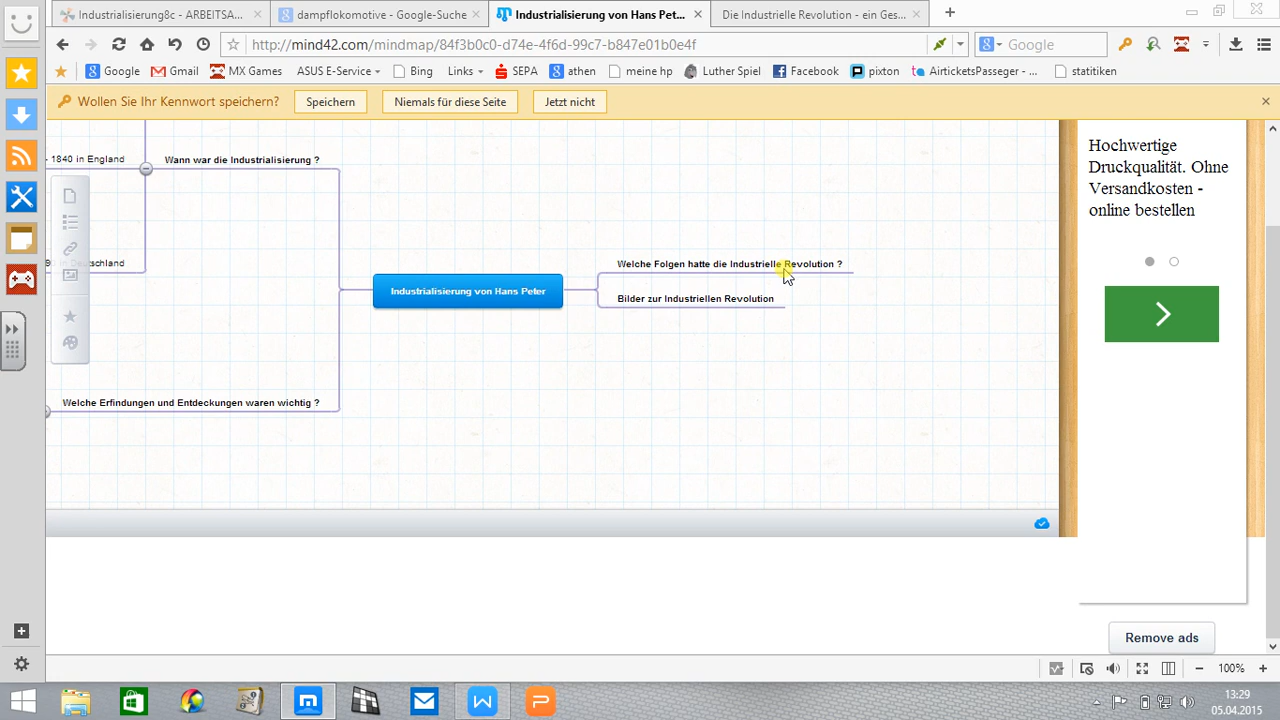 Industrialisierung8c - ARBEITSA...
dampflokomotive - Google-Suche
Industrialisierung von Hans Peter...
Die Industrielle Revolution - ein Ges...
http://mind42.com/mindmap/84f3b0c0-d74e-4f6d-99c7-b847e01b0e4f
Google
Google
Gmail
MX Games
ASUS E-Service
Bing
Links
SEPA
athen
meine hp
Luther Spiel
Facebook
pixton
AirticketsPasseger - ...
statitiken
Wollen Sie Ihr Kennwort speichern?
Speichern
Niemals für diese Seite
Jetzt nicht
- 1840 in England
Wann war die Industrialisierung ?
Deutschland
Welche Erfindungen und Entdeckungen waren wichtig ?
Industrialisierung von Hans Peter
Welche Folgen hatte die Industrielle Revolution ?
Bilder zur Industriellen Revolution
Hochwertige
Druckqualität. Ohne
Versandkosten -
online bestellen
Remove ads
100%
13:29
05.04.2015